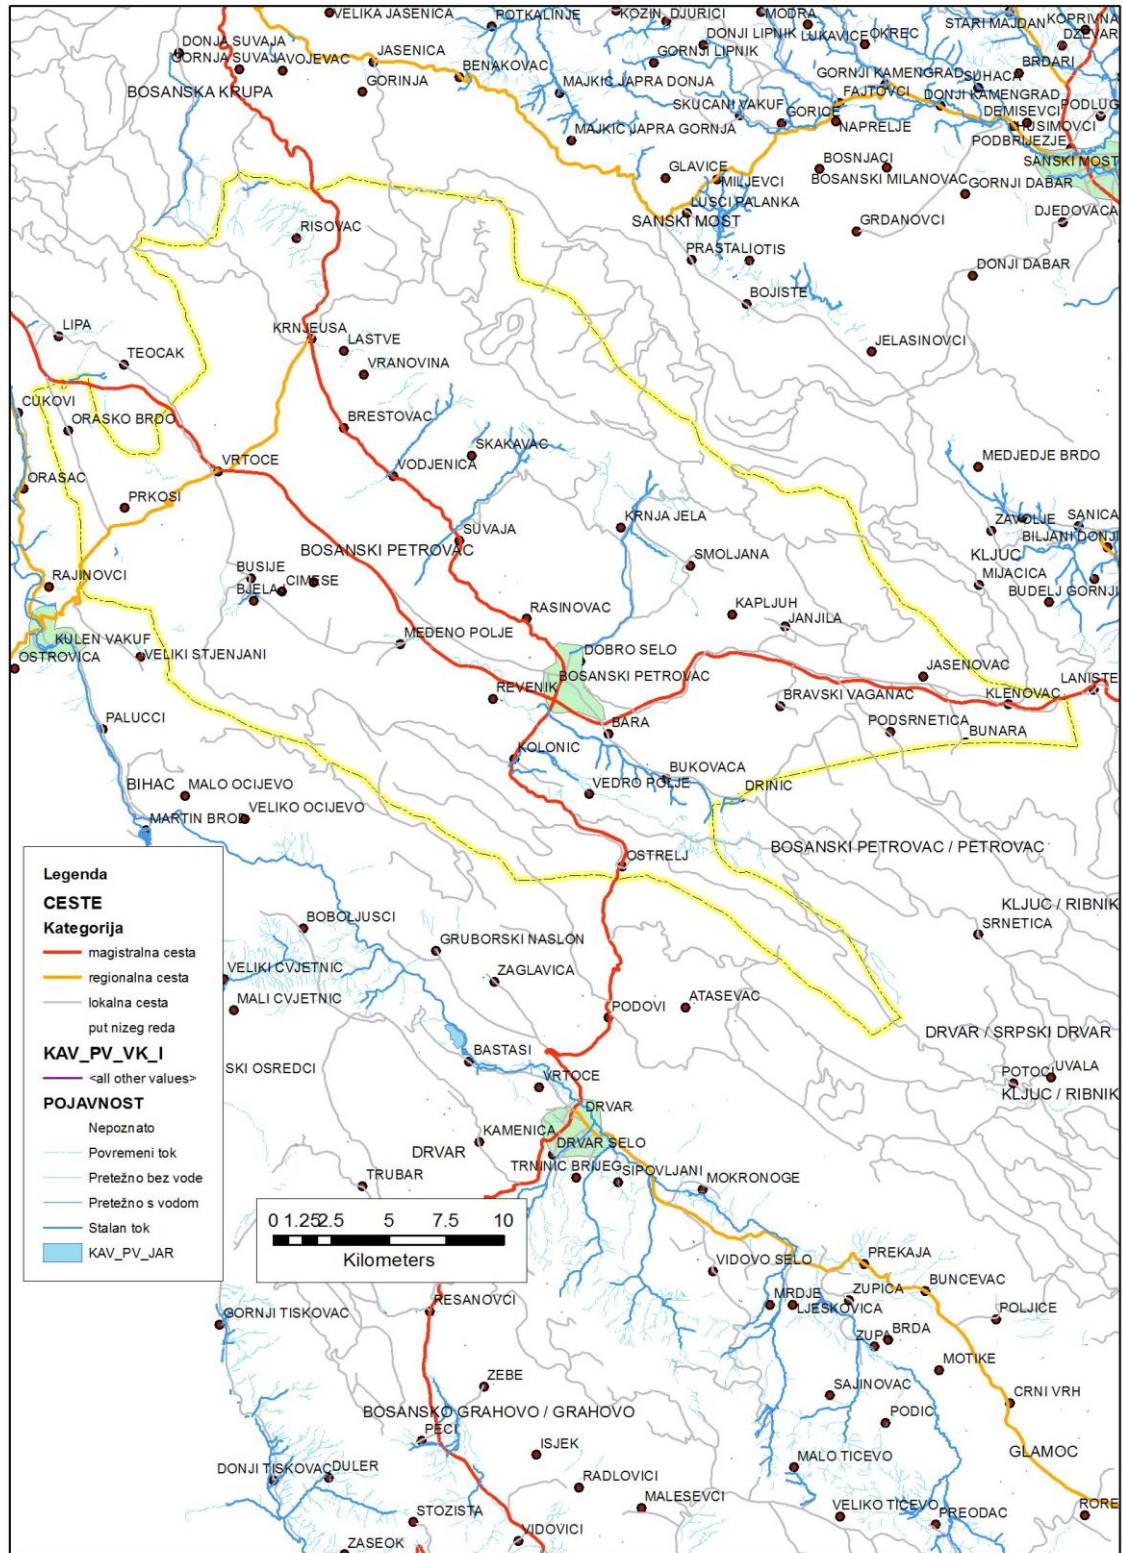 VELIKA JASENICA
POTKALINJE
KOZIN DJURICI
MODRA
STARI MAJDAN
KOPRIVNA
DONJI LIPNIK
LUKAVICE
OKREC
DZEVAR
DONJA SUVAJA
GORNJA SUVAJA
VOJEVAC
JASENICA
GORNJI LIPNIK
BRDARI
GORINJA
BENAKOVAC
MAJKIC JAPRA DONJA
GORNJI KAMENGRAD
SUHACA
BOSANSKA KRUPA
FAJTOVCI
DONJI KAMENGRAD
SKUCANI VAKUF
GORICE
DEMISEVCI
PODLUG
MAJKIC JAPRA GORNJA
NAPRELJE
HUSIMOVCI
PODBRIJEZJE
GLAVICE
BOSNJACI
SANSKI MOST
MILJEVCI
BOSANSKI MILANOVAC
GORNJI DABAR
LUSCI PALANKA
SANSKI MOST
GRDANOVCI
DJEDOVACA
RISOVAC
PRASTALI
OTIS
DONJI DABAR
BOJISTE
LIPA
KRNJEUSA
LASTVE
JELASINOVCI
TEOCAK
VRANOVINA
CUKOVI
ORASKO BRDO
BRESTOVAC
SKAKAVAC
VRTOCE
VODJENICA
MEDJEDJE BRDO
ORASAC
PRKOSI
KRNJA JELA
ZAVOLJE
SANICA
SUVAJA
BILJANI DONJI
BOSANSKI PETROVAC
SMOLJANA
KLJUC
BUSIJE
CIMESE
MIJACICA
RAJINOVCI
BJELAJ
BUDELJ GORNJI
RASINOVAC
KAPLJUH
JANJILA
KULEN VAKUF
MEDENO POLJE
DOBRO SELO
OSTROVICA
VELIKI STJENJANI
BOSANSKI PETROVAC
JASENOVAC
LANISTE
REVENIK
BRAVSKI VAGANAC
KLENOVAC
PALUCCI
BARA
PODSRNETICA
BUNARA
KOLONIC
BUKOVACA
BIHAC
MALO OCIJEVO
VEDRO POLJE
DRINIC
VELIKO OCIJEVO
MARTIN BROD
BOSANSKI PETROVAC / PETROVAC
OSTRELJ
Legenda
CESTE
Kategorija
magistralna cesta
regionalna cesta
lokalna cesta
put nizeg reda
KAV_PV_VK_I
<all other values>
POJAVNOST
Nepoznato
Povremeni tok
Pretežno bez vode
Pretežno s vodom
Stalan tok
KAV_PV_JAR
KLJUC / RIBNIK
BOBOLJUSCI
SRNETICA
GRUBORSKI NASLON
VELIKI CVJETNIC
ZAGLAVICA
MALI CVJETNIC
PODOVI
ATASEVAC
DRVAR / SRPSKI DRVAR
BASTASI
SKI OSREDCI
VRTOCE
POTOCI
UVALA
KLJUC / RIBNIK
DRVAR
KAMENICA
DRVAR
DRVAR SELO
TRNINIC BRIJEG
SIPOVLJANI
TRUBAR
MOKRONOGE
0 1.25 2.5 5 7.5 10
Kilometers
VIDOVO SELO
PREKAJA
BUNCEVAC
MRDJE
ZUPICA
RESANOVCI
LJESKOVICA
POLJICE
GORNJI TISKOVAC
ZUPA
BRDA
MOTIKE
ZEBE
SAJINOVAC
CRNI VRH
BOSANSKO GRAHOVO / GRAHOVO
PECI
PODIC
ISJEK
GLAMOC
DONJI TISKOVAC
DULER
MALO TICEVO
RADLOVICI
MALESEVCI
RORE
STOZISTA
VELIKO TICEVO
PREODAC
VIDOVICI
ZASEOK